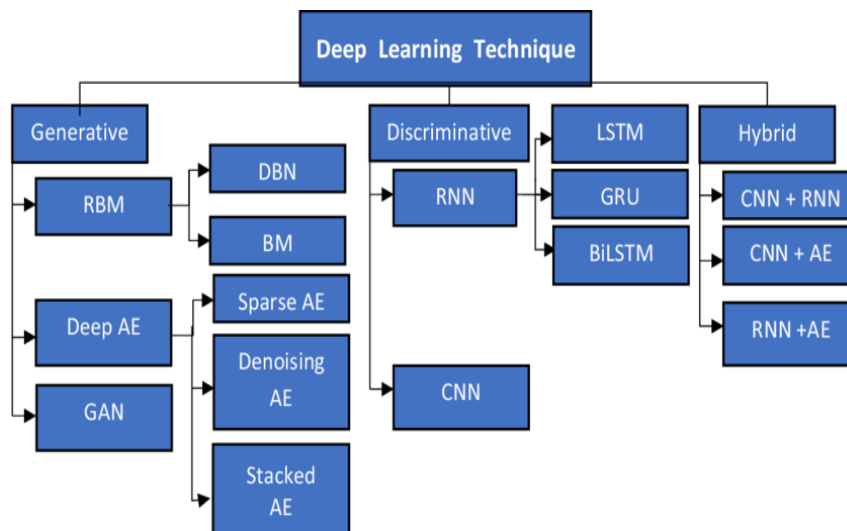 Deep Learning Technique
Generative
Discriminative
Hybrid
RBM
DBN
BM
Deep AE
Sparse AE
Denoising
AE
Stacked
AE
GAN
RNN
LSTM
GRU
BiLSTM
CNN
CNN + RNN
CNN + AE
RNN +AE